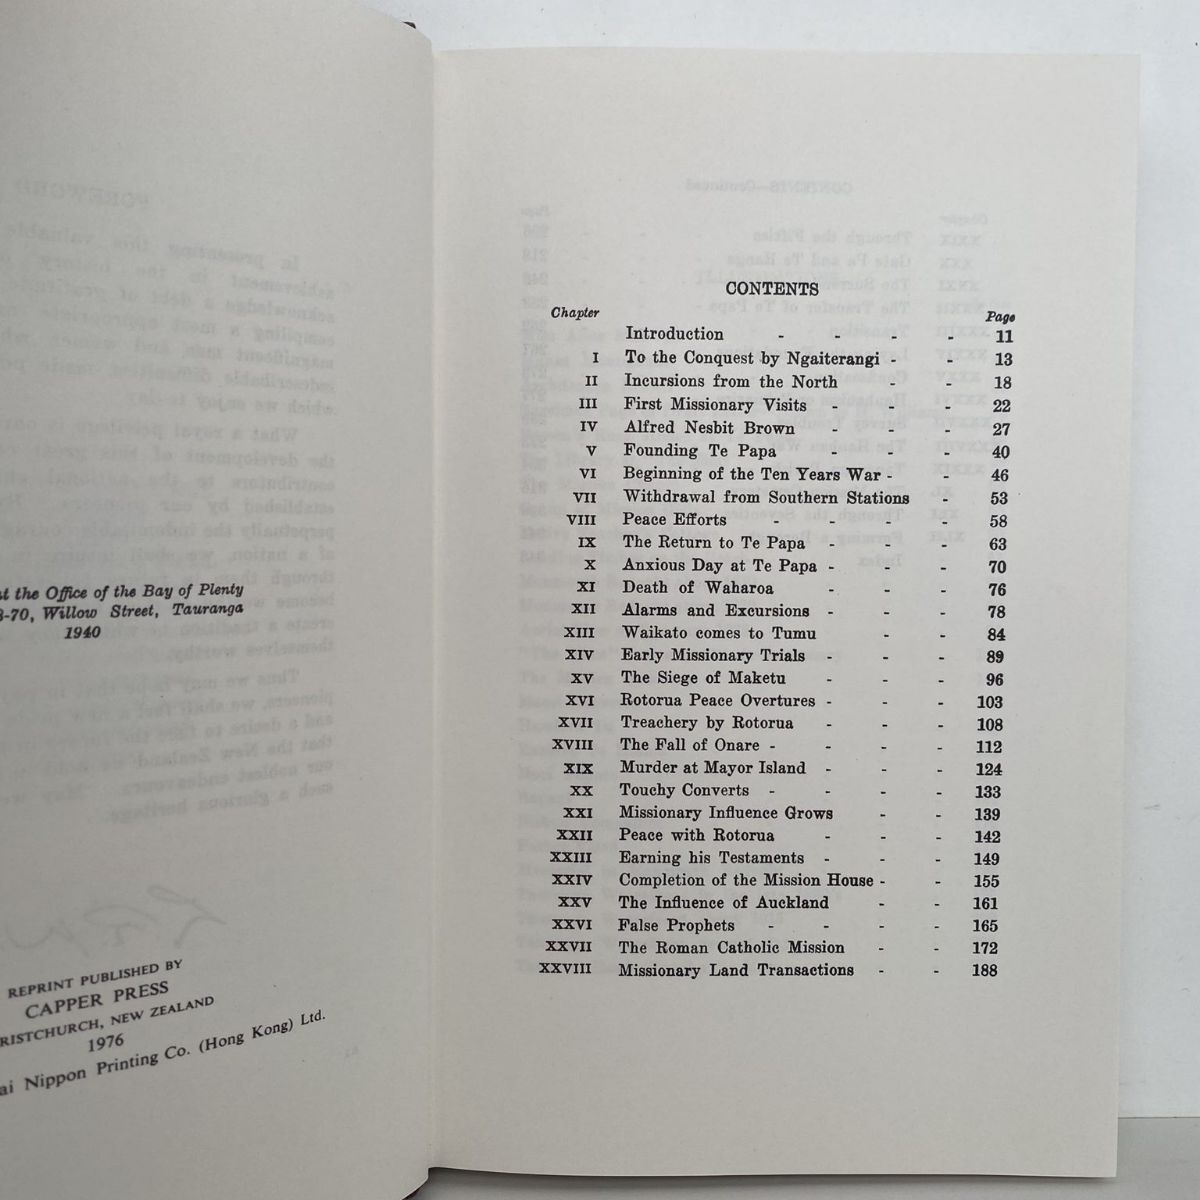 at the Office of the Bay of Plenty
-70, Willow Street, Tauranga
1940
REPRINT PUBLISHED BY
CAPPER PRESS
RISTCHURCH, NEW ZEALAND
1976
ai Nippon Printing Co. (Hong Kong) Ltd.
CONTENTS
Chapter Page
Introduction - - - - 11
I To the Conquest by Ngaiterangi - - 13
II Incursions from the North - - 18
III First Missionary Visits - - - 22
IV Alfred Nesbit Brown - - - 27
V Founding Te Papa - - - 40
VI Beginning of the Ten Years War - - 46
VII Withdrawal from Southern Stations - 53
VIII Peace Efforts - - - - 58
IX The Return to Te Papa - - - 63
X Anxious Day at Te Papa - - - 70
XI Death of Waharoa - - - 76
XII Alarms and Excursions - - - 78
XIII Waikato comes to Tumu - - 84
XIV Early Missionary Trials - - - 89
XV The Siege of Maketu - - - 96
XVI Rotorua Peace Overtures - - - 103
XVII Treachery by Rotorua - - - 108
XVIII The Fall of Onare - - - - 112
XIX Murder at Mayor Island - - - 124
XX Touchy Converts - - - - 133
XXI Missionary Influence Grows - - 139
XXII Peace with Rotorua - - - 142
XXIII Earning his Testaments - - - 149
XXIV Completion of the Mission House - - 155
XXV The Influence of Auckland - - 161
XXVI False Prophets - - - - 165
XXVII The Roman Catholic Mission - - 172
XXVIII Missionary Land Transactions - - 188